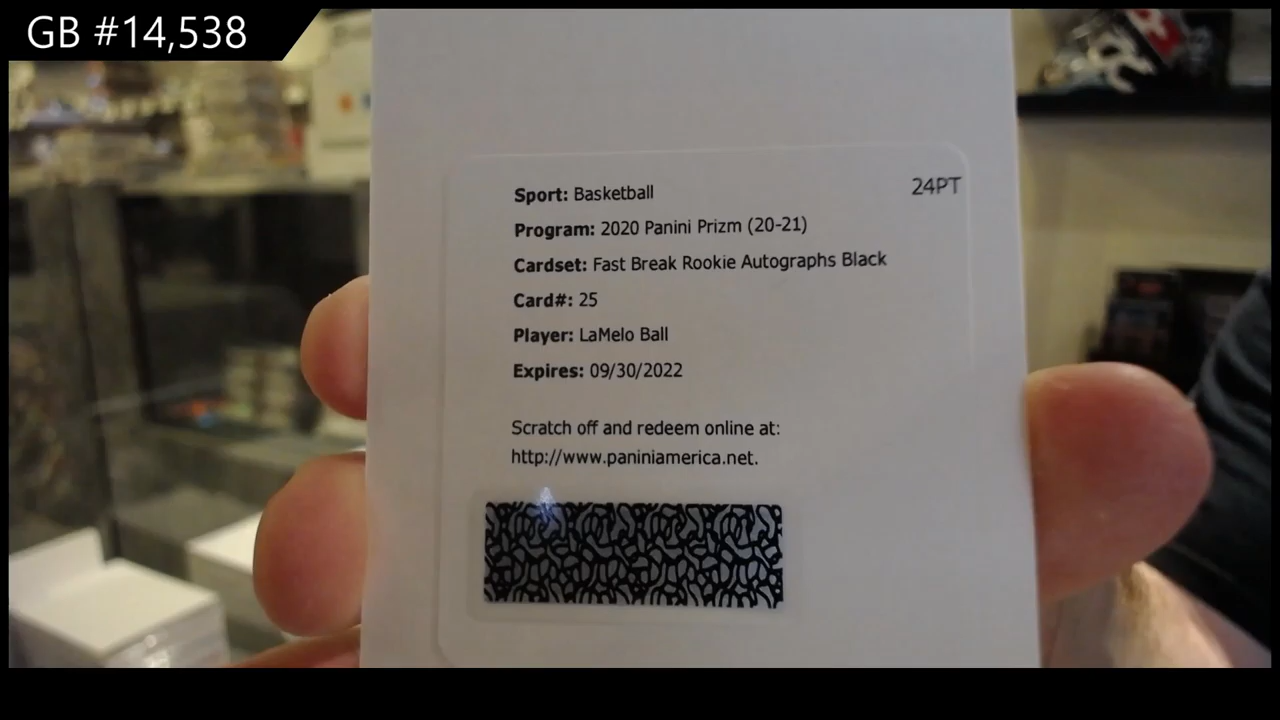 GB #14,538
24PT
Sport: Basketball
Program: 2020 Panini Prizm (20-21)
Cardset: Fast Break Rookie Autographs Black
Card#: 25
Player: LaMelo Ball
Expires: 09/30/2022
Scratch off and redeem online at:
http://www.paniniamerica.net.